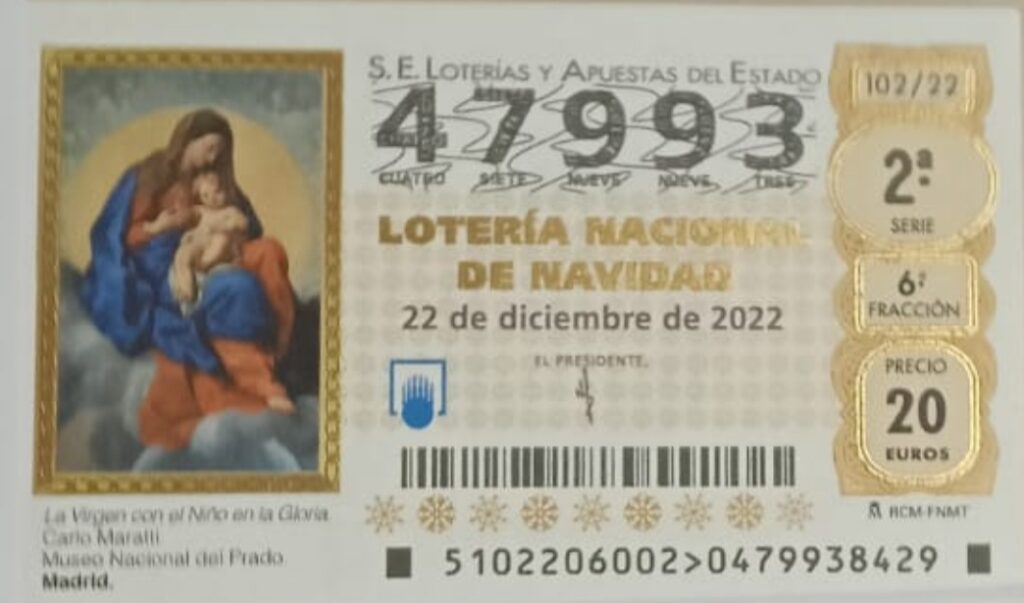 S. E. LOTERÍAS Y APUESTAS DEL ESTADO
47993
CUATRO SIETE NUEVE NUEVE TRES
LOTERÍA NACIONAL
DE NAVIDAD
22 de diciembre de 2022
EL PRESIDENTE,
102/22
2ª
SERIE
6ª
FRACCIÓN
PRECIO
20
EUROS
RCM-FNMT
La Virgen con el Niño en la Gloria.
Carlo Maratti.
Museo Nacional del Prado.
Madrid.
5102206002>0479938429